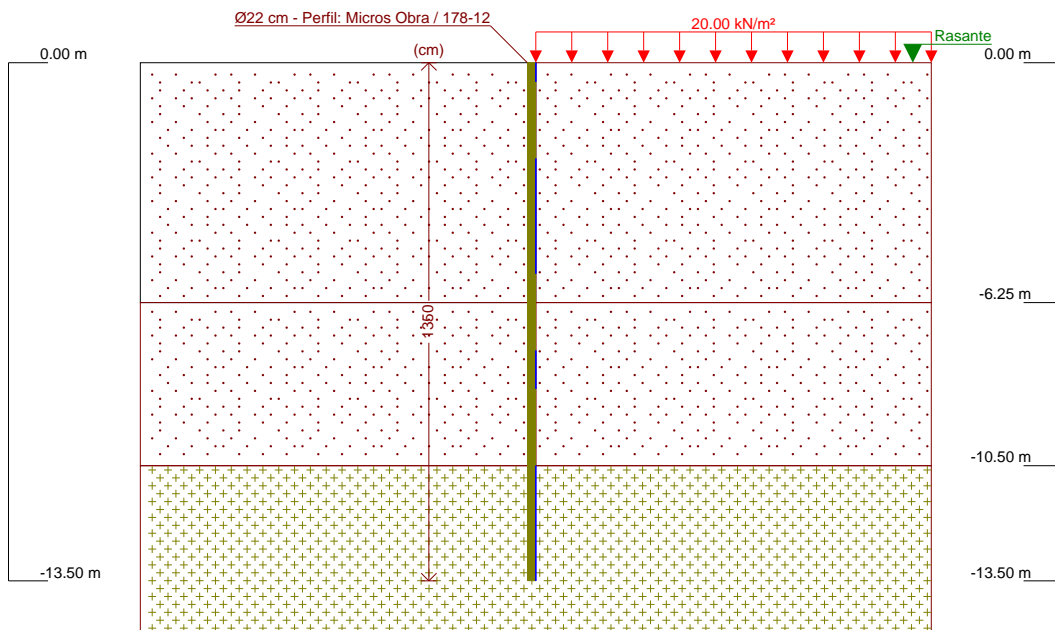 Ø22 cm - Perfil: Micros Obra / 178-12
20.00 kN/m²
Rasante
0.00 m
(cm)
0.00 m
-6.25 m
1350
-10.50 m
-13.50 m
-13.50 m